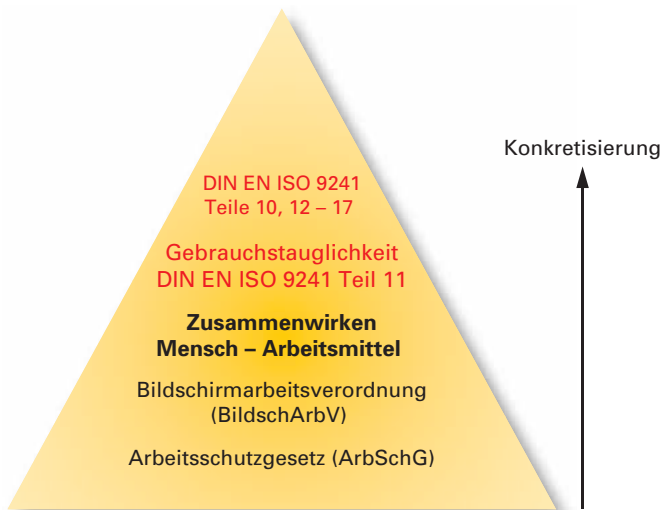 Konkretisierung
DIN EN ISO 9241
Teile 10, 12 – 17
Gebrauchstauglichkeit
DIN EN ISO 9241 Teil 11
Zusammenwirken
Mensch – Arbeitsmittel
Bildschirmarbeitsverordnung
(BildschArbV)
Arbeitsschutzgesetz (ArbSchG)